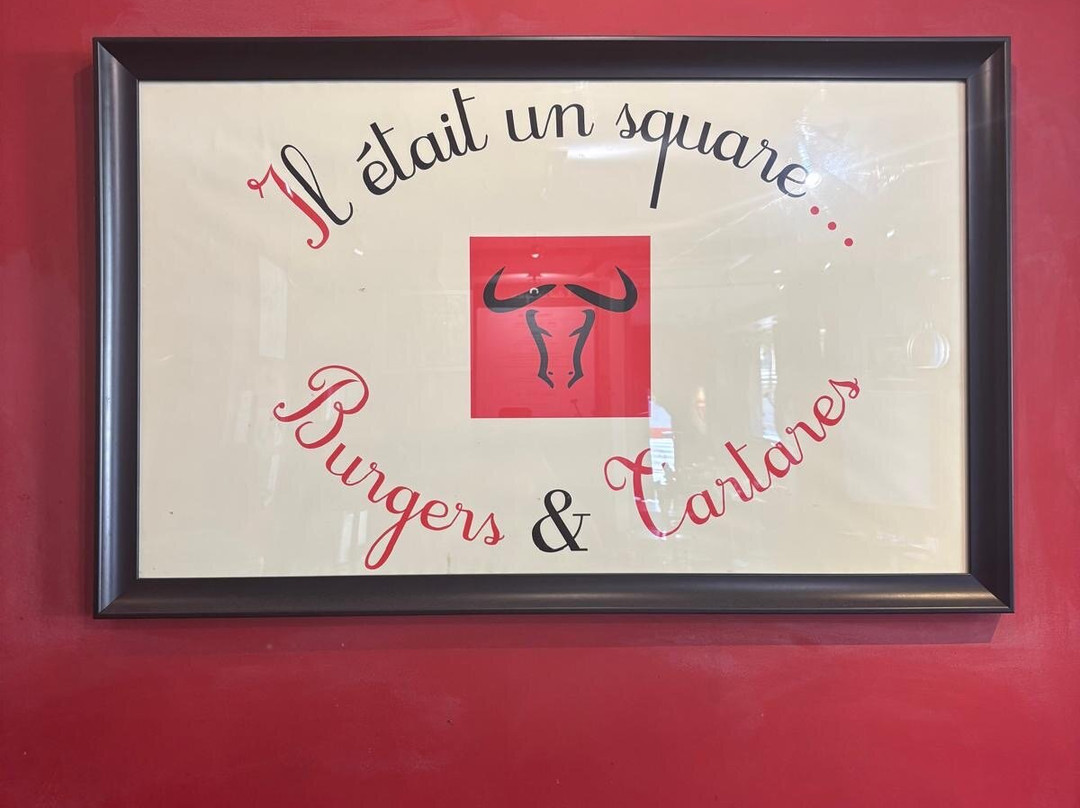 Il était un square...
Burgers & Tartares